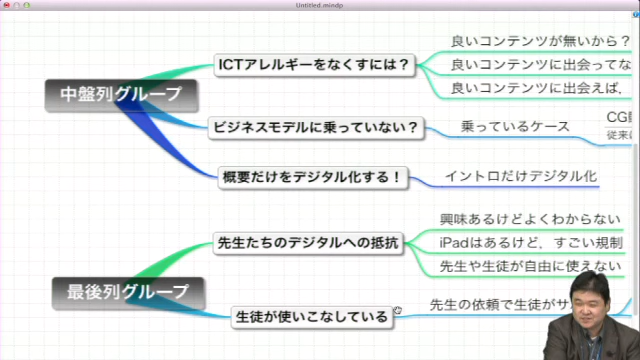 Untitled.mindp
中盤列グループ
ICTアレルギーをなくすには？
良いコンテンツが無いから？
良いコンテンツに出会ってな
良いコンテンツに出会えば，
ビジネスモデルに乗っていない？
乗っているケース
従来に
概要だけをデジタル化する！
イントロだけデジタル化
最後列グループ
先生たちのデジタルへの抵抗
興味あるけどよくわからない
iPadはあるけど，すごい規制
先生や生徒が自由に使えない
生徒が使いこなしている
先生の依頼で生徒がサ